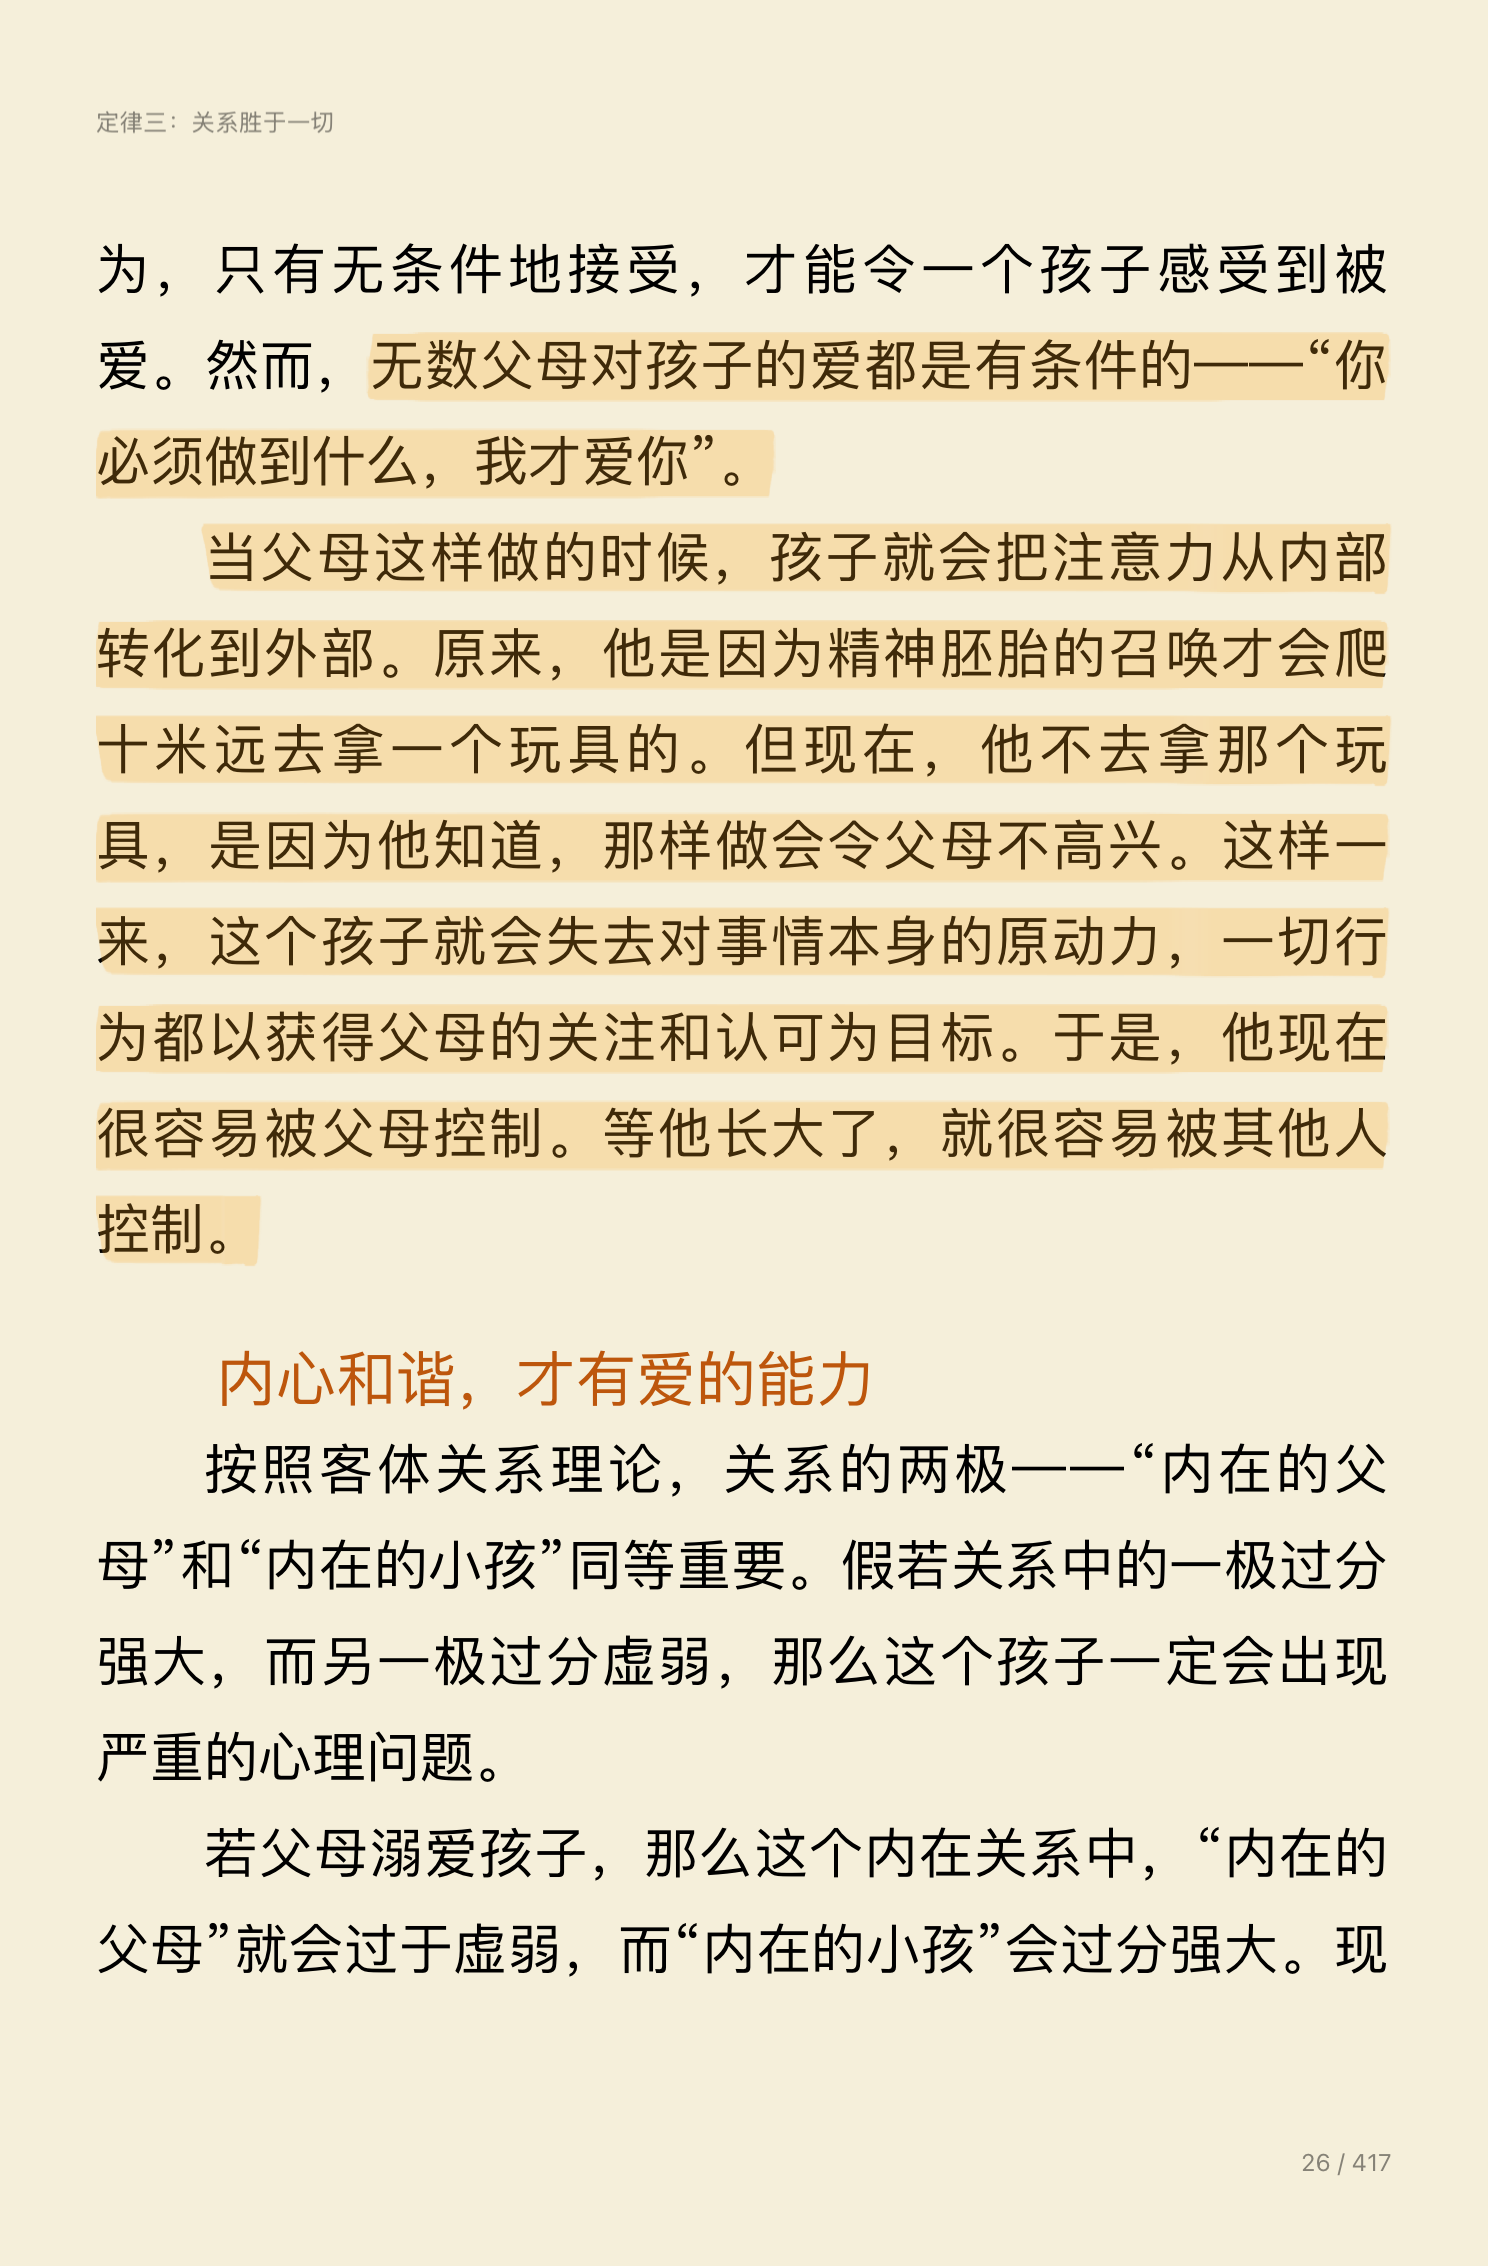 定律三：关系胜于一切
为，只有无条件地接受，才能令一个孩子感受到被
爱。然而，无数父母对孩子的爱都是有条件的——“你
必须做到什么，我才爱你”。
当父母这样做的时候，孩子就会把注意力从内部
转化到外部。原来，他是因为精神胚胎的召唤才会爬
十米远去拿一个玩具的。但现在，他不去拿那个玩
具，是因为他知道，那样做会令父母不高兴。这样一
来，这个孩子就会失去对事情本身的原动力，一切行
为都以获得父母的关注和认可为目标。于是，他现在
很容易被父母控制。等他长大了，就很容易被其他人
控制。
内心和谐，才有爱的能力
按照客体关系理论，关系的两极——“内在的父
母”和“内在的小孩”同等重要。假若关系中的一极过分
强大，而另一极过分虚弱，那么这个孩子一定会出现
严重的心理问题。
若父母溺爱孩子，那么这个内在关系中，“内在的
父母”就会过于虚弱，而“内在的小孩”会过分强大。现
26 / 417